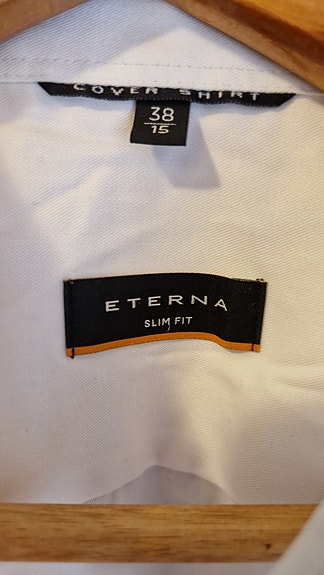 COVER SHIRT
38
15
ETERNA
SLIM FIT